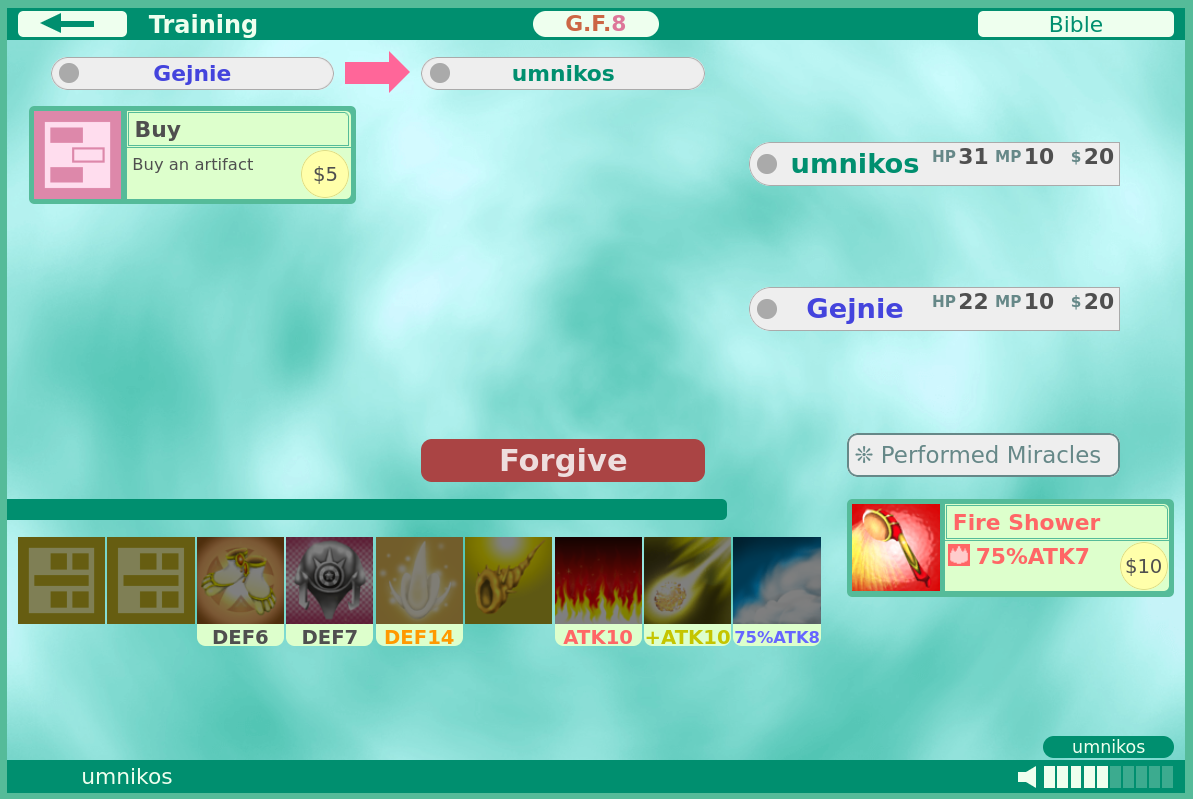 Training
G.F.8
Bible
Gejnie
umnikos
Buy
Buy an artifact
$5
umnikos HP 31 MP 10 $ 20
Gejnie HP 22 MP 10 $ 20
Forgive
❊ Performed Miracles
Fire Shower
75%ATK7
$10
DEF6
DEF7
DEF14
ATK10
+ATK10
75%ATK8
umnikos
umnikos